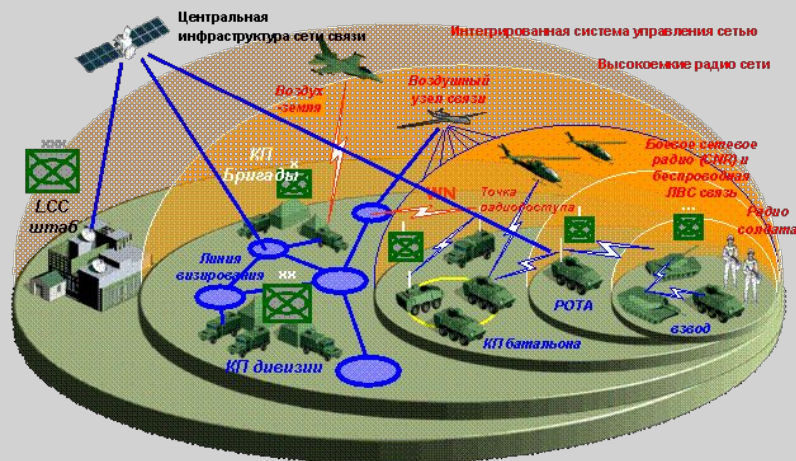 Центральная
инфраструктура сети связи
Интегрированная система управления сетью
Высокоемкие радио сети
Воздух
-земля
Воздушный
узел связи
Боевое сетевое
радио (CNR) и
беспроводная
ЛВС связь
XXX
КП
Бригады
X
LCC
штаб
Точка
радиодоступа
Радио
солдата
I
I
...
Линия
визирования
XX
РОТА
взвод
КП батальона
КП дивизии